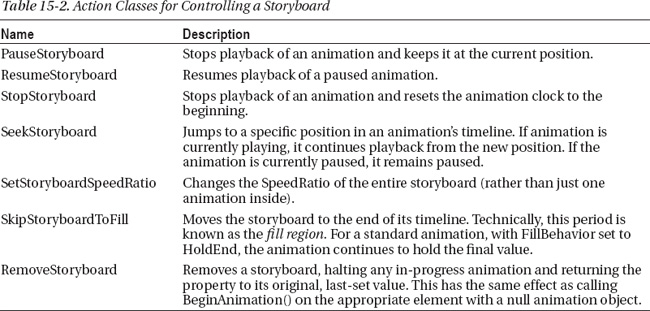 Table 15-2. Action Classes for Controlling a Storyboard
Name Description
PauseStoryboard Stops playback of an animation and keeps it at the current position.
ResumeStoryboard Resumes playback of a paused animation.
StopStoryboard Stops playback of an animation and resets the animation clock to the
beginning.
SeekStoryboard Jumps to a specific position in an animation's timeline. If animation is
currently playing, it continues playback from the new position. If the
animation is currently paused, it remains paused.
SetStoryboardSpeedRatio Changes the SpeedRatio of the entire storyboard (rather than just one
animation inside).
SkipStoryboardToFill Moves the storyboard to the end of its timeline. Technically, this period is
known as the fill region. For a standard animation, with FillBehavior set to
HoldEnd, the animation continues to hold the final value.
RemoveStoryboard Removes a storyboard, halting any in-progress animation and returning the
property to its original, last-set value. This has the same effect as calling
BeginAnimation() on the appropriate element with a null animation object.